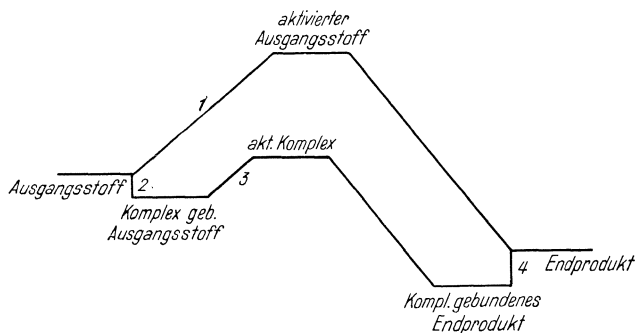 aktivierter
Ausgangsstoff
1
akt. Komplex
Ausgangsstoff
2.
3
Komplex geb.
Ausgangsstoff
4
Endprodukt
Kompl. gebundenes
Endprodukt